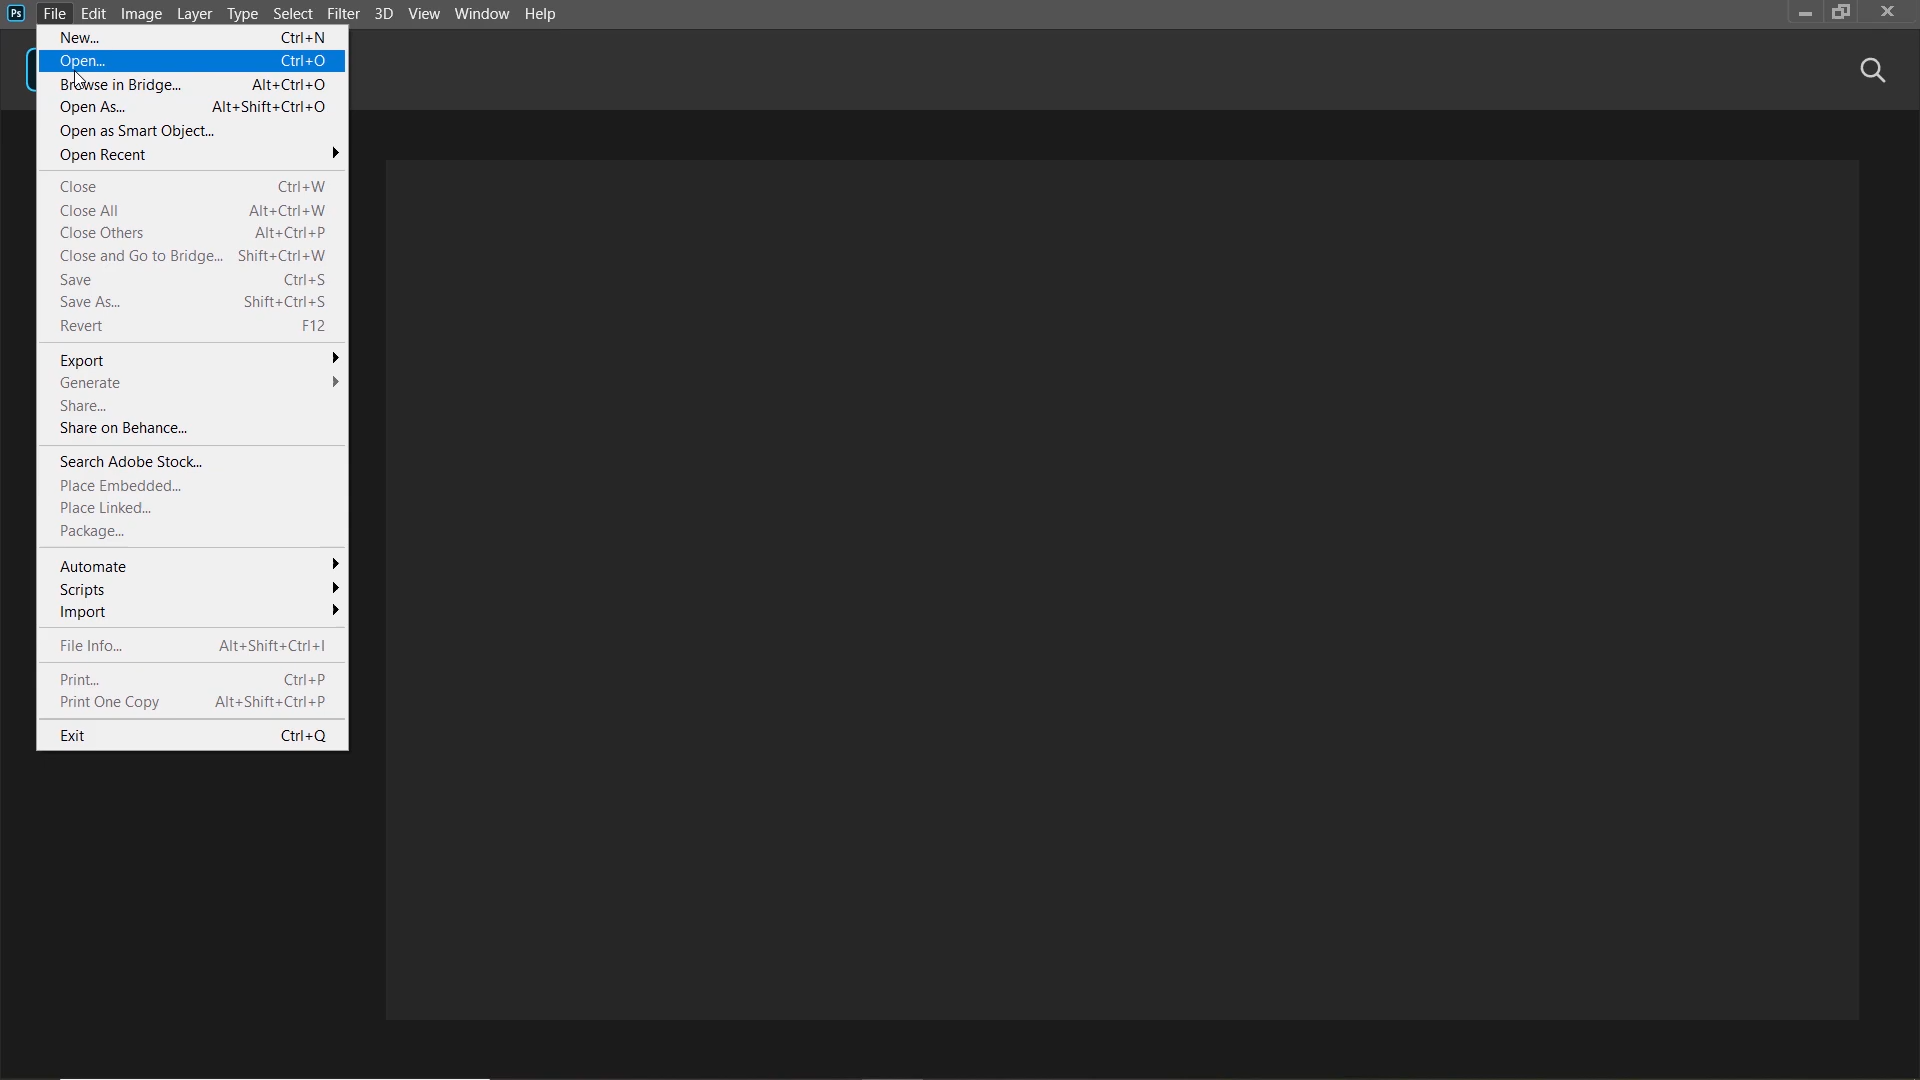 Ps File Edit Image Layer Type Select Filter 3D View Window Help
New... Ctrl+N
Open... Ctrl+O
Browse in Bridge... Alt+Ctrl+O
Open As... Alt+Shift+Ctrl+O
Open as Smart Object...
Open Recent
Close Ctrl+W
Close All Alt+Ctrl+W
Close Others Alt+Ctrl+P
Close and Go to Bridge... Shift+Ctrl+W
Save Ctrl+S
Save As... Shift+Ctrl+S
Revert F12
Export
Generate
Share...
Share on Behance...
Search Adobe Stock...
Place Embedded...
Place Linked...
Package...
Automate
Scripts
Import
File Info... Alt+Shift+Ctrl+I
Print... Ctrl+P
Print One Copy Alt+Shift+Ctrl+P
Exit Ctrl+Q